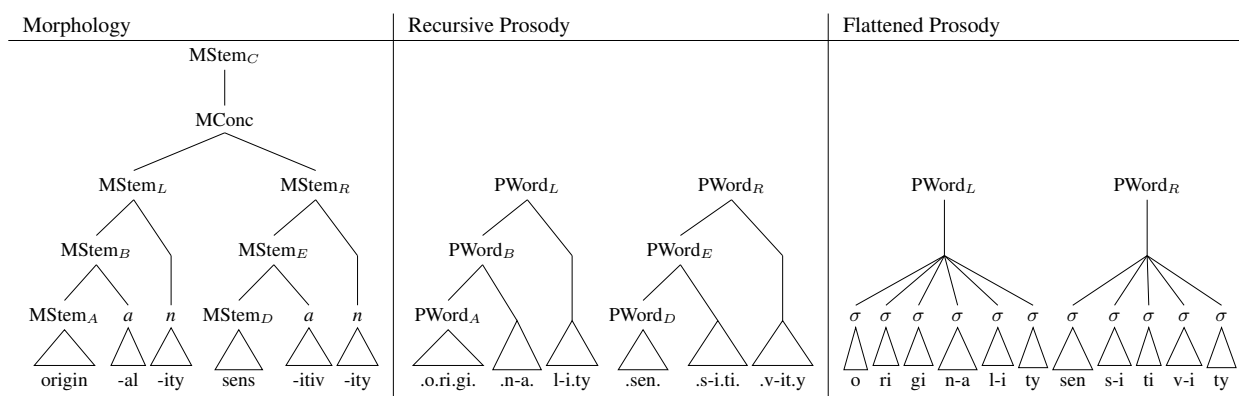 Morphology Recursive Prosody Flattened Prosody
MStem_C
MConc
MStem_L MStem_R PWord_L PWord_R PWord_L PWord_R
MStem_B MStem_E PWord_B PWord_E
MStem_A a n MStem_D a n PWord_A PWord_D σ σ σ σ σ σ σ σ σ σ σ
origin -al -ity sens -itiv -ity .o.ri.gi. .n-a. l-i.ty .sen. .s-i.ti. .v-it.y o ri gi n-a l-i ty sen s-i ti v-i ty